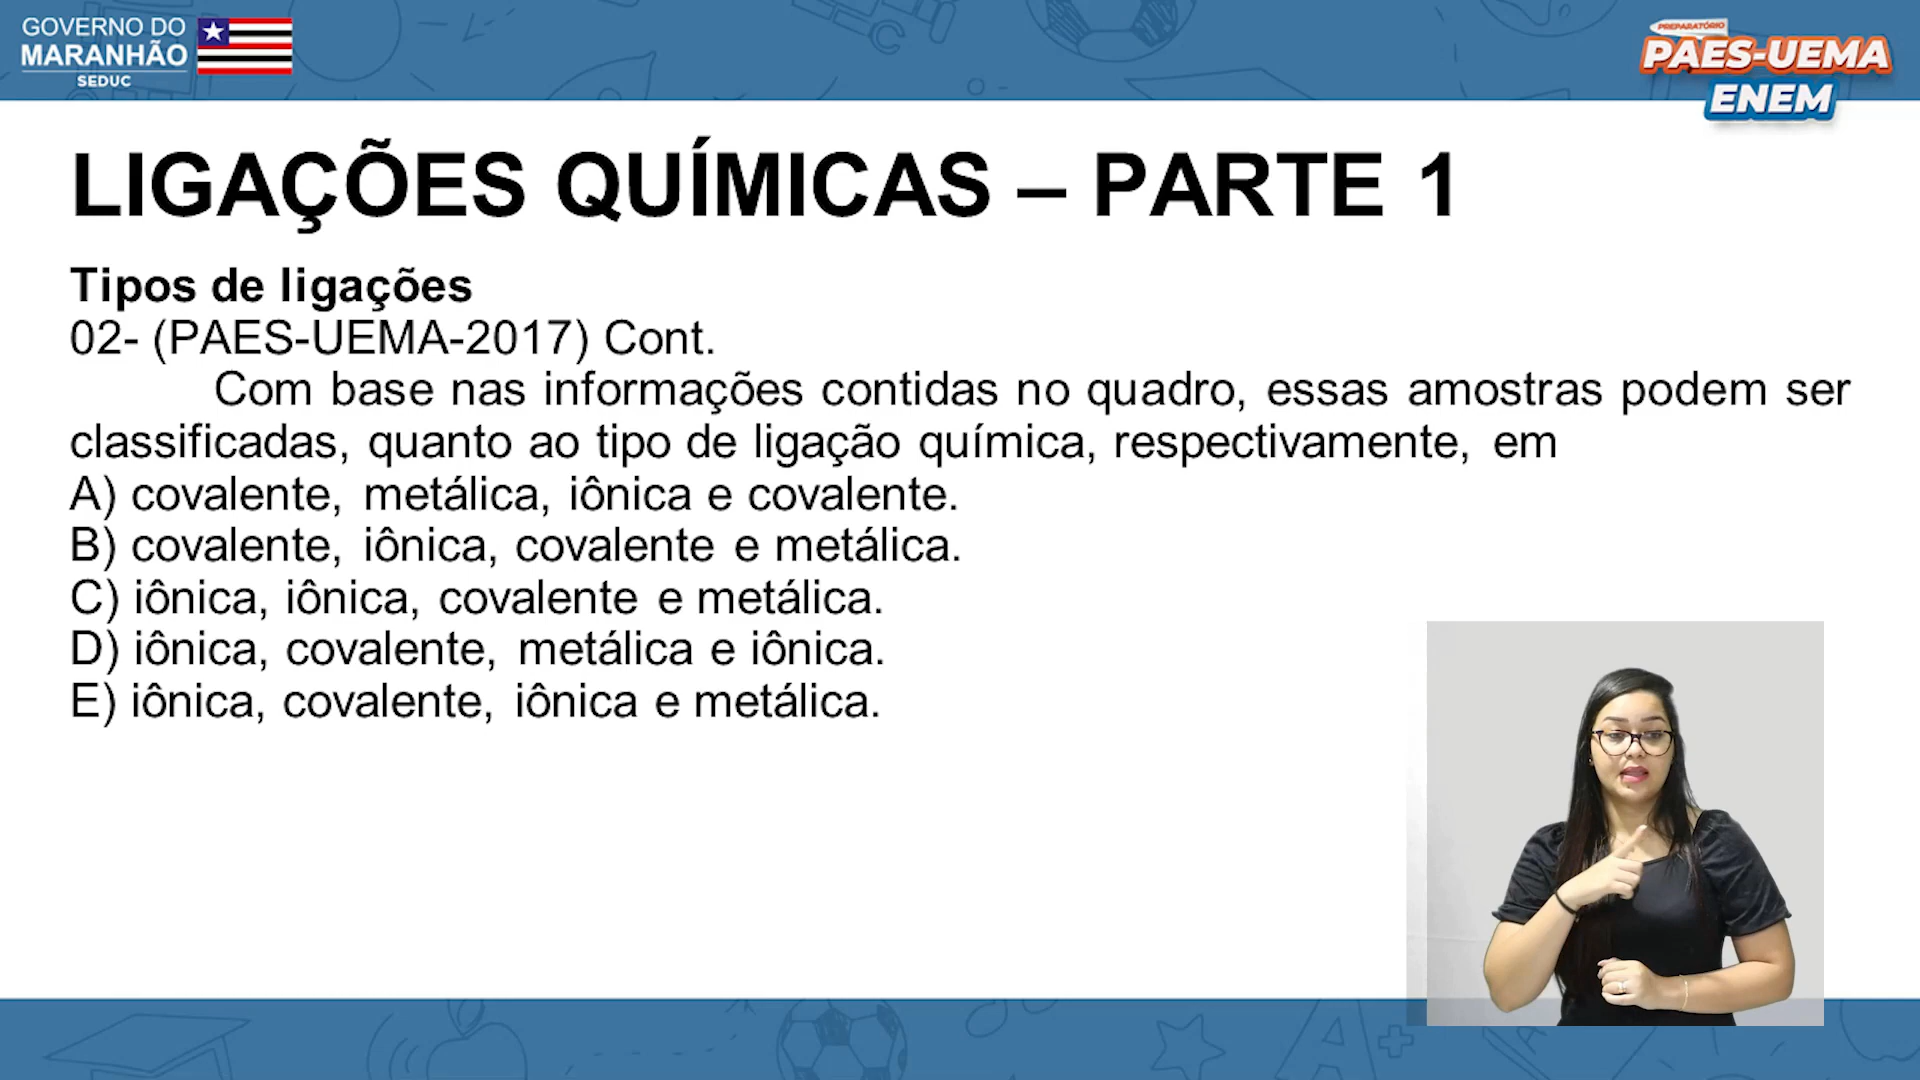 GOVERNO DO
MARANHÃO
SEDUC
PREPARATÓRIO
PAES-UEMA
ENEM
LIGAÇÕES QUÍMICAS – PARTE 1
Tipos de ligações
02- (PAES-UEMA-2017) Cont.
Com base nas informações contidas no quadro, essas amostras podem ser
classificadas, quanto ao tipo de ligação química, respectivamente, em
A) covalente, metálica, iônica e covalente.
B) covalente, iônica, covalente e metálica.
C) iônica, iônica, covalente e metálica.
D) iônica, covalente, metálica e iônica.
E) iônica, covalente, iônica e metálica.
A+